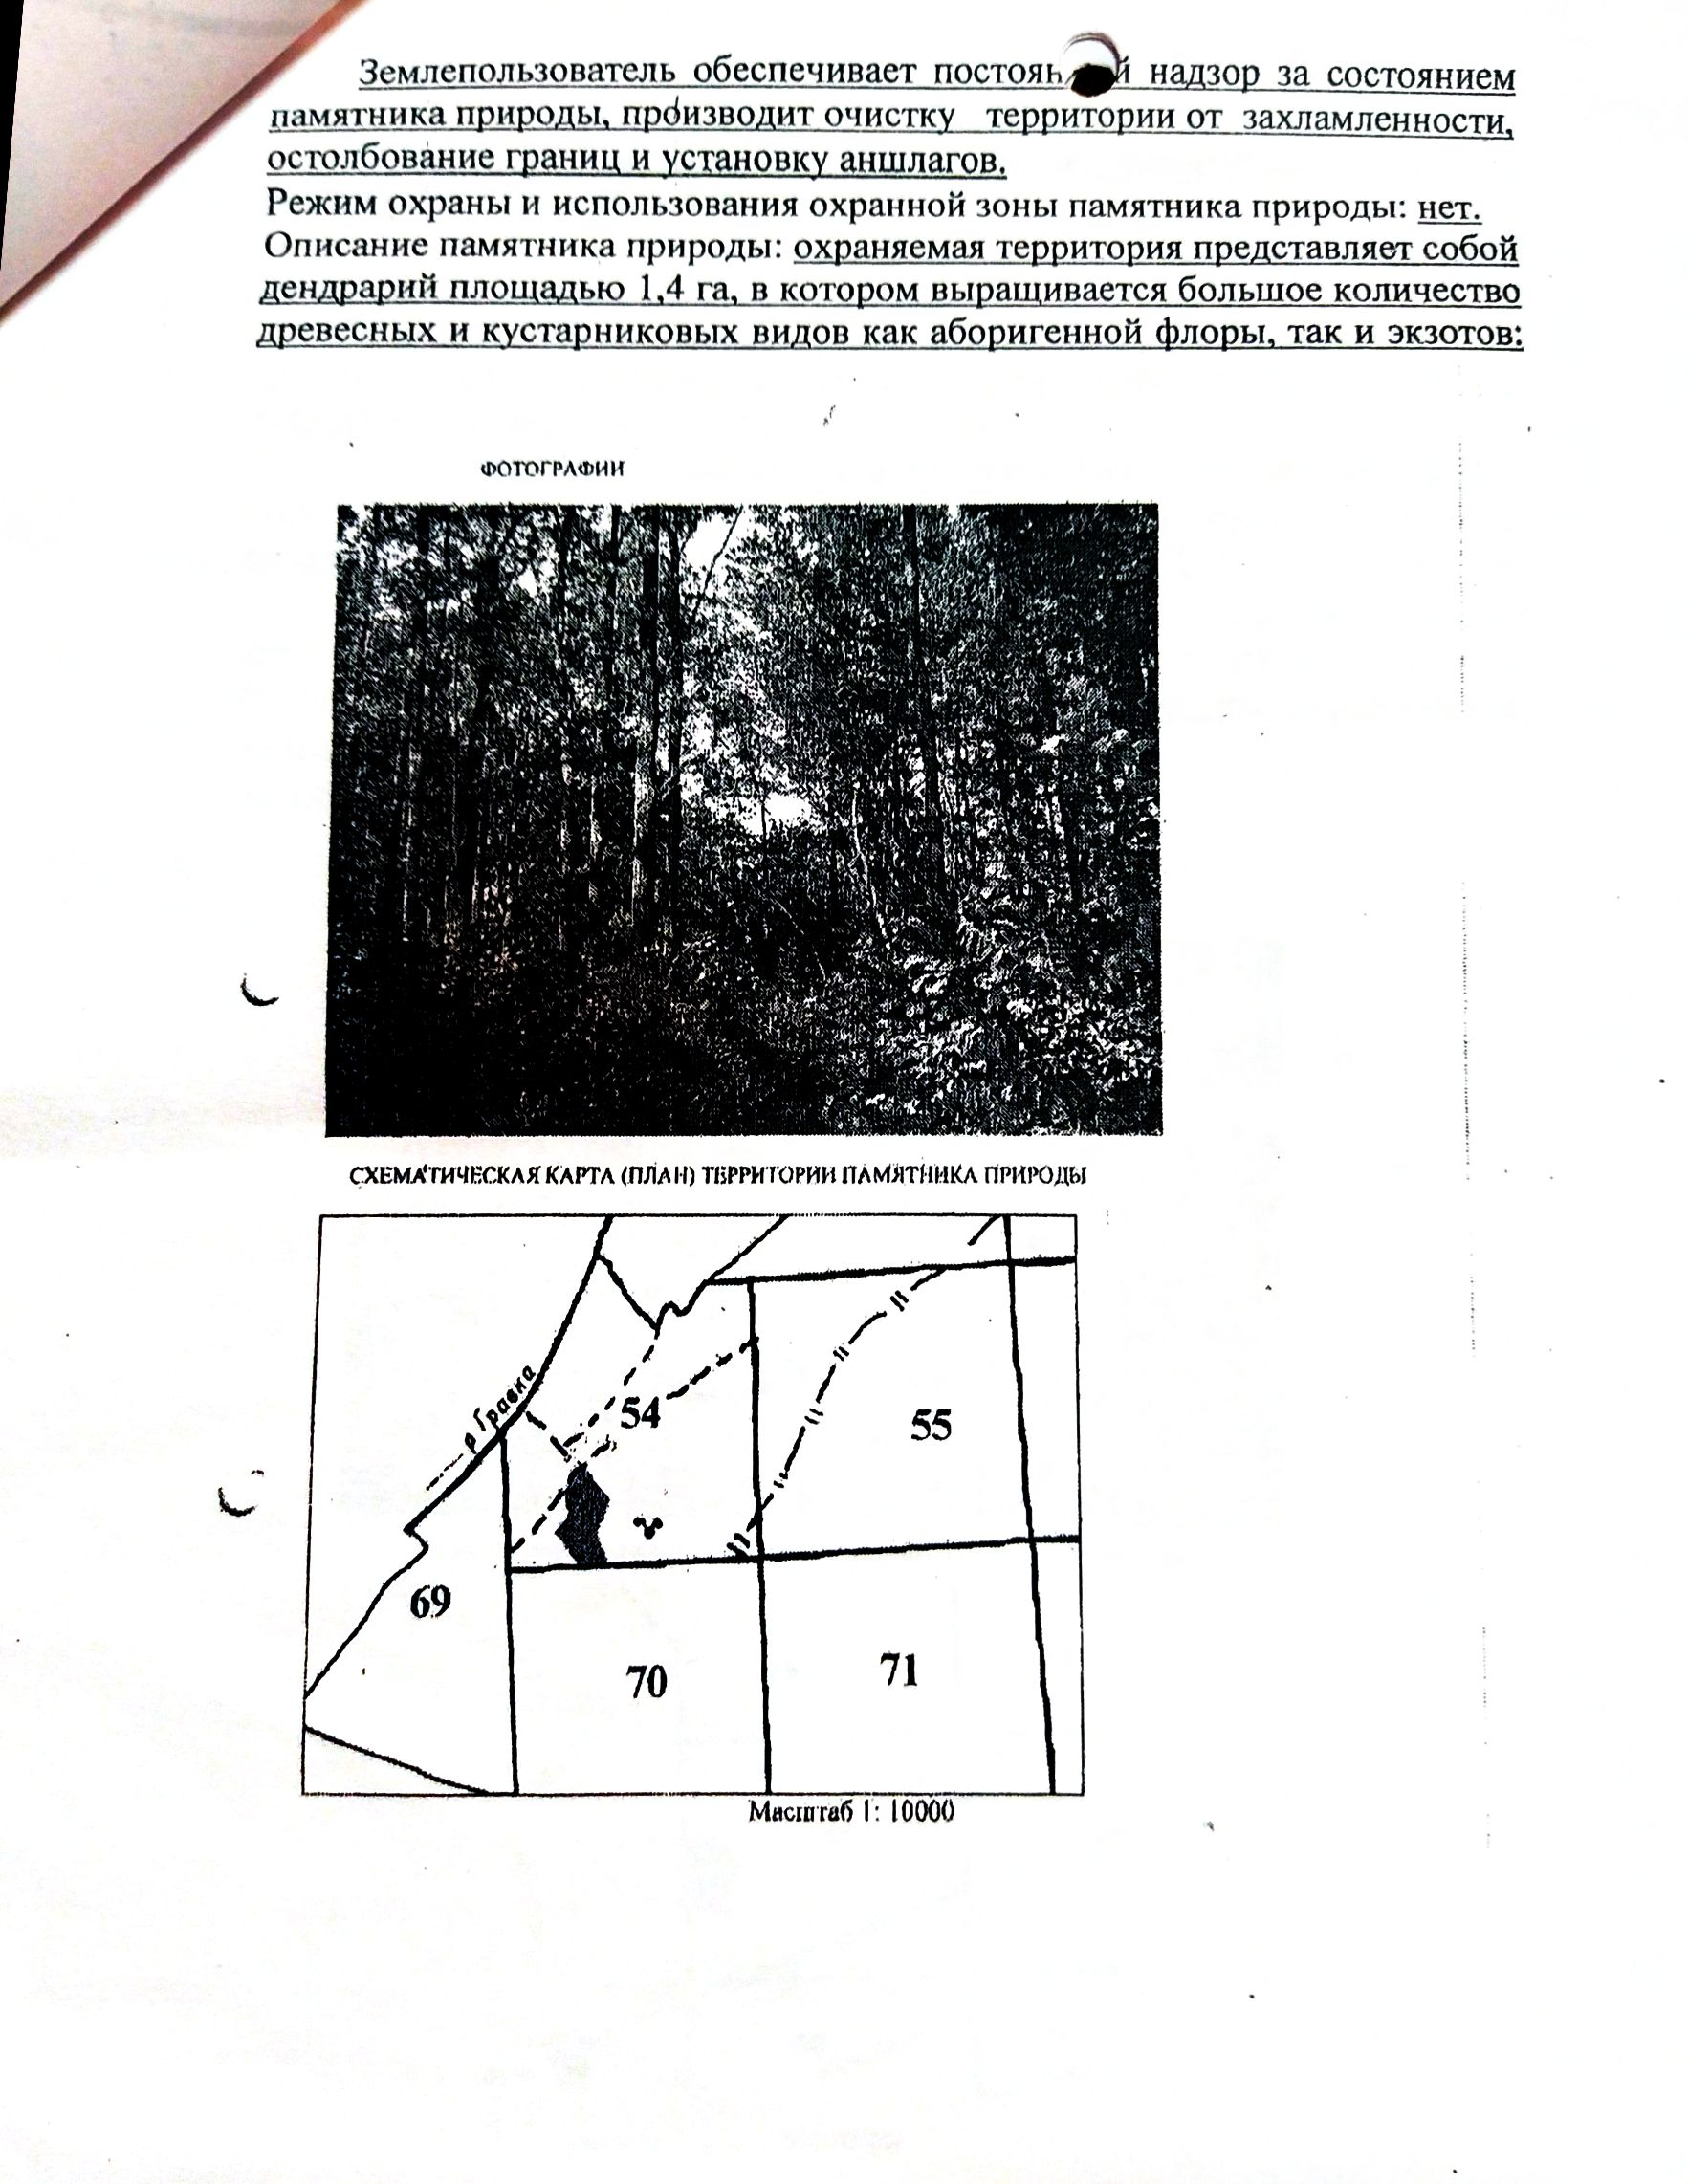 Землепользователь обеспечивает надзор за состоянием
памятника природы, производит очистку территории от захламленности,
остолбование границ и установку аншлагов.
Режим охраны и использования охранной зоны памятника природы: нет.
Описание памятника природы: охраняемая территория представляет собой
дендрарий площадью 1,4 га, в котором выращивается большое количество
древесных и кустарниковых видов как аборигенной флоры, так и экзотов:
ФОТОГРАФИИ
СХЕМАТИЧЕСКАЯ КАРТА (ПЛАН) ТЕРРИТОРИИ ПАМЯТНИКА ПРИРОДЫ
р Гравка
54
55
69
70
71
Масштаб 1: 10000